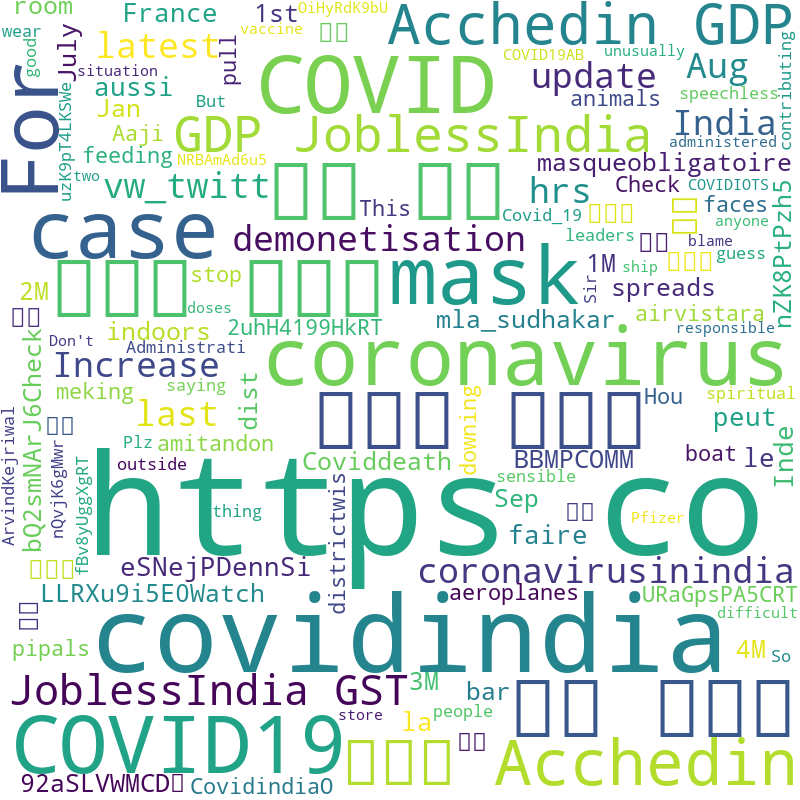 room
France
1st
OiHyRdK9bU
Acchedin GDP
wear
good
July
latest
pull
vaccine
COVID
COVID19AB
unusually
contributing
situation
For
aussi
update
Aug
Jan
But
animals
speechless
uzK9pT4LKSWe
Aaji
GDP JoblessIndia
India
administered
feeding
NRBAmAd6u5
masqueobligatoire
two
vw_twitt
hrs
Check
COVIDIOTS
case
This
Covid_19
faces
anyone
nZK8PtPzh5
demonetisation
leaders
blame
guess
stop
mask
Sir
1M
ship
2M
spreads
doses
airvistara
Don't
indoors
2uhH4199HkRT
mla_sudhakar
responsible
Administrati
coronavirus
Increase
meking
saying
dist
Hou
spiritual
last
downing
peut
bQ2smNArJ6Check
ArvindKejriwal
nQvjK6gMwr
Plz
amitandon
boat
le
Inde
outside
Coviddeath
BBMPCOMM
fBv8yUggXgRT
https co
sensible
thing
Sep
Pfizer
districtwis
faire
eSNejPDennSi
coronavirusinindia
LLRXu9i5EOWatch
aeroplanes
URaGpsPA5CRT
covidindia
difficult
pipals
4M
So
JoblessIndia GST
3M
bar
store
la
people
COVID19
Acchedin
92aSLVWMCD
CovidindiaO